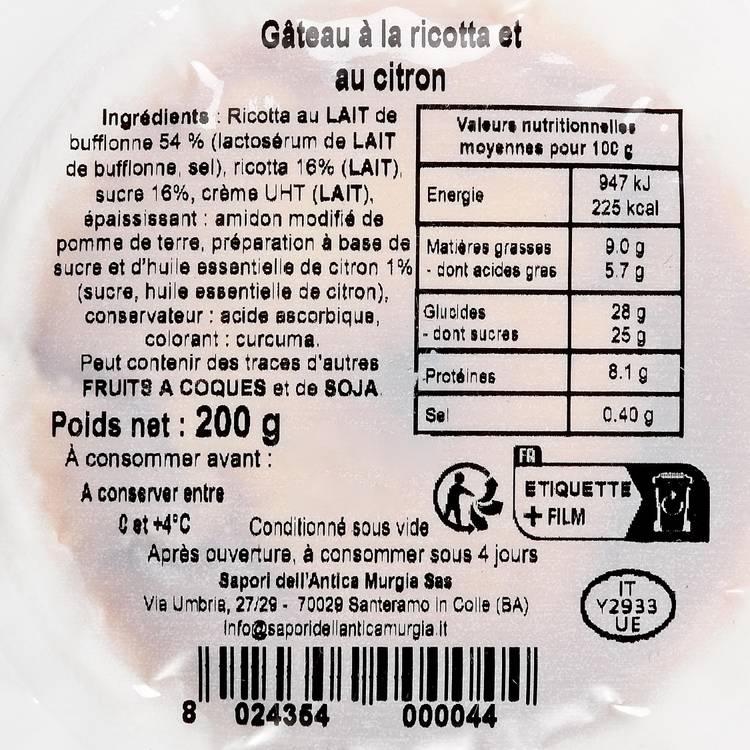 Gâteau à la ricotta et
au citron
Ingrédients : Ricotta au LAIT de
bufflonne 54 % (lactosérum de LAIT
de bufflonne, sel), ricotta 16% (LAIT),
sucre 16%, crème UHT (LAIT),
épaississant : amidon modifié de
pomme de terre, préparation à base de
sucre et d'huile essentielle de citron 1%
(sucre, huile essentielle de citron),
conservateur : acide ascorbique,
colorant : curcuma.
Peut contenir des traces d'autres
FRUITS A COQUES et de SOJA.
Valeurs nutritionnelles
moyennes pour 100 g
Energie 947 kJ
225 kcal
Matières grasses 9.0 g
- dont acides gras 5.7 g
Glucides 28 g
- dont sucres 25 g
Protéines 8.1 g
Sel 0.40 g
Poids net : 200 g
À consommer avant :
A conserver entre
0 et +4°C
Conditionné sous vide
Après ouverture, à consommer sous 4 jours
Sapori dell'Antica Murgia Sas
Via Umbria, 27/29 - 70029 Santeramo in Colle (BA)
info@saporidellanticamurgia.it
FR
ETIQUETTE
+ FILM
IT
Y2933
UE
8 024364 000044